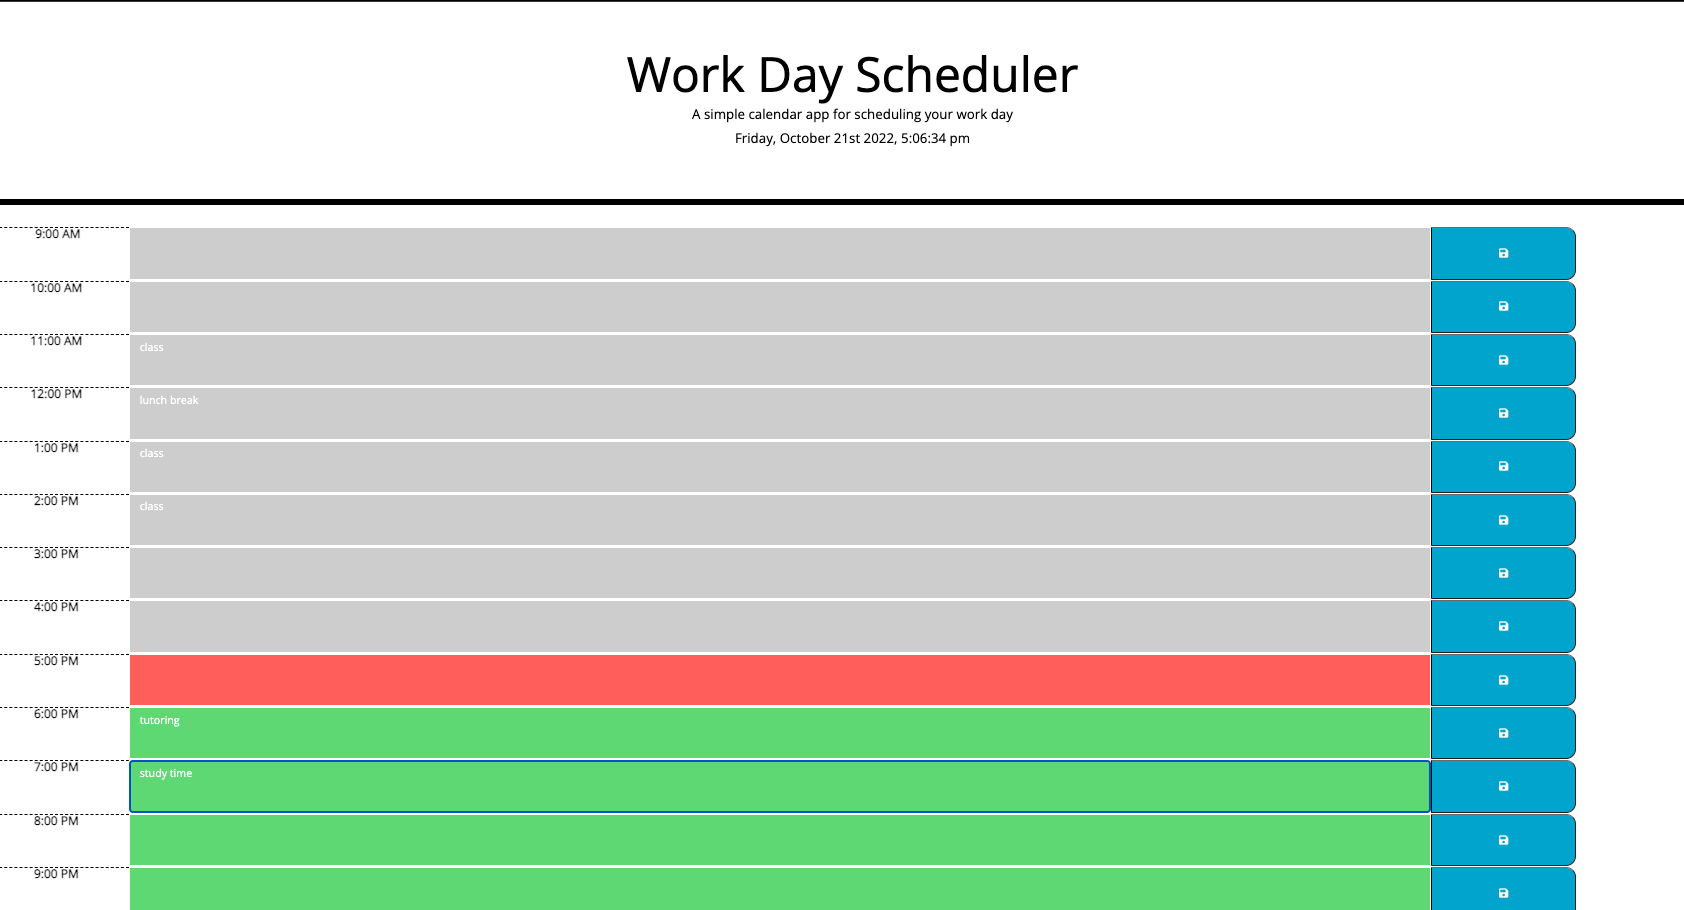 Work Day Scheduler
A simple calendar app for scheduling your work day
Friday, October 21st 2022, 5:06:34 pm
9:00 AM
10:00 AM
11:00 AM class
12:00 PM lunch break
1:00 PM class
2:00 PM class
3:00 PM
4:00 PM
5:00 PM
6:00 PM tutoring
7:00 PM study time
8:00 PM
9:00 PM